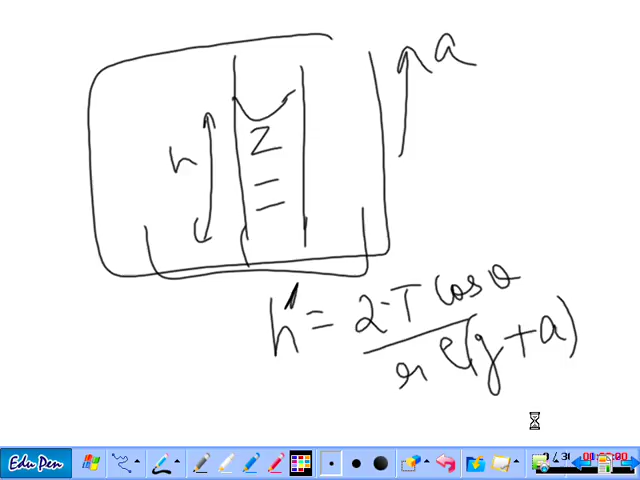 a
h
h' = 2T cos θ
r ρ(g + a)
Edu Pen